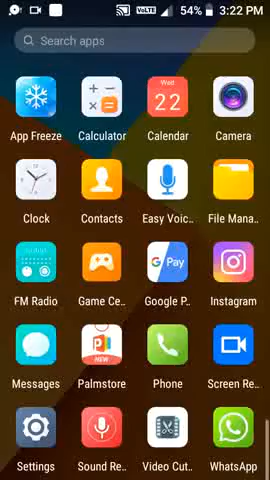 VoLTE 54% 3:22 PM
Search apps
Wed
22
App Freeze Calculator Calendar Camera
Clock Contacts Easy Voic.. File Mana..
G Pay
FM Radio Game Ce.. Google P.. Instagram
NEW
Messages Palmstore Phone Screen Re..
Settings Sound Re.. Video Cut.. WhatsApp